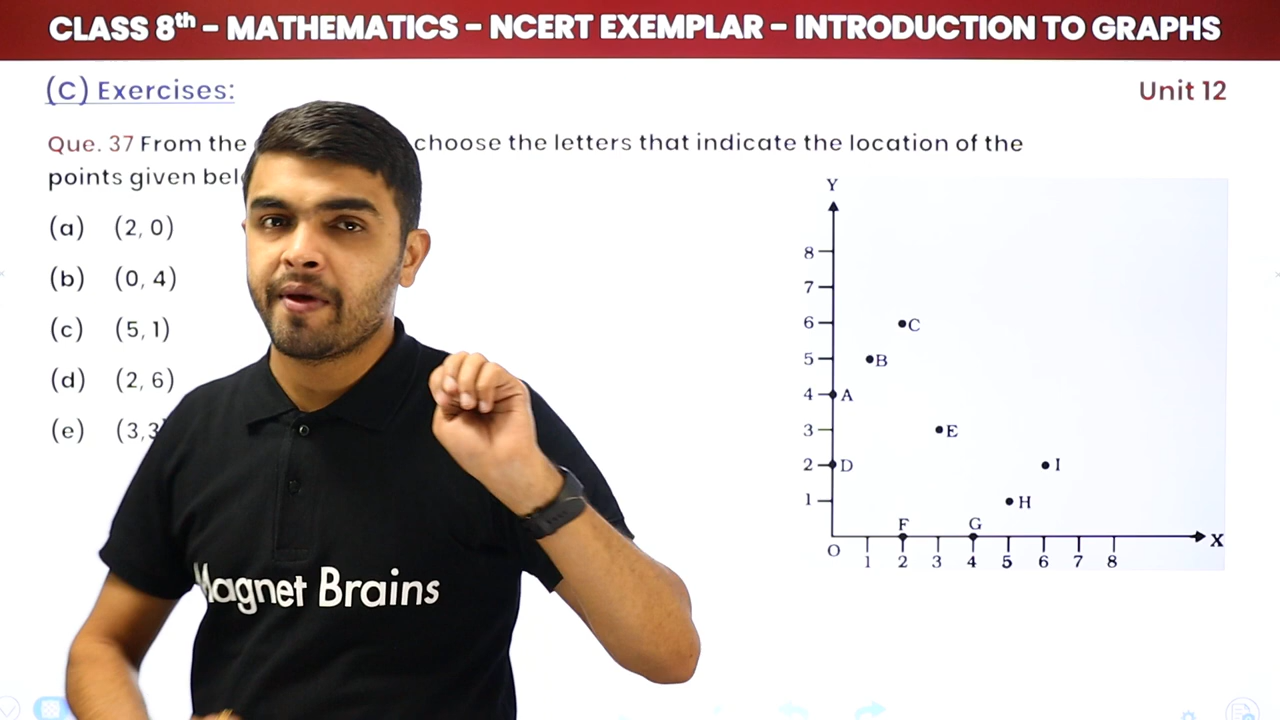 CLASS 8th – MATHEMATICS – NCERT EXEMPLAR – INTRODUCTION TO GRAPHS
(C) Exercises:
Unit 12
Que. 37 From the choose the letters that indicate the location of the
points given
(a) (2, 0)
(b) (0, 4)
(c) (5, 1)
(d) (2, 6)
(e) (3,3
Y
8
7
6 C
5 B
4 A
3 E
2 D I
1 H
F G
O 1 2 3 4 5 6 7 8 X
Magnet Brains